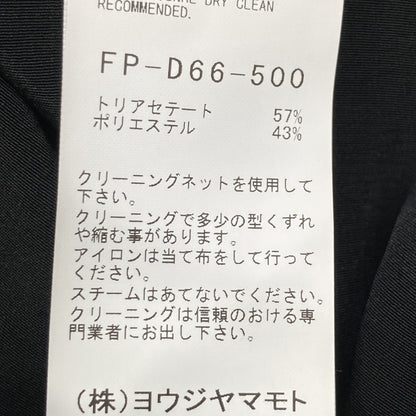 DRY CLEAN
RECOMMENDED.
FP-D66-500
トリアセテート 57%
ポリエステル 43%
クリーニングネットを使用して
下さい。
クリーニングで多少の型くずれ
や縮む事があります。
アイロンは当て布をして行って
ください。
スチームはあてないでください。
クリーニングは信頼のおける専
門業者にお出し下さい。
(株)ヨウジヤマモト